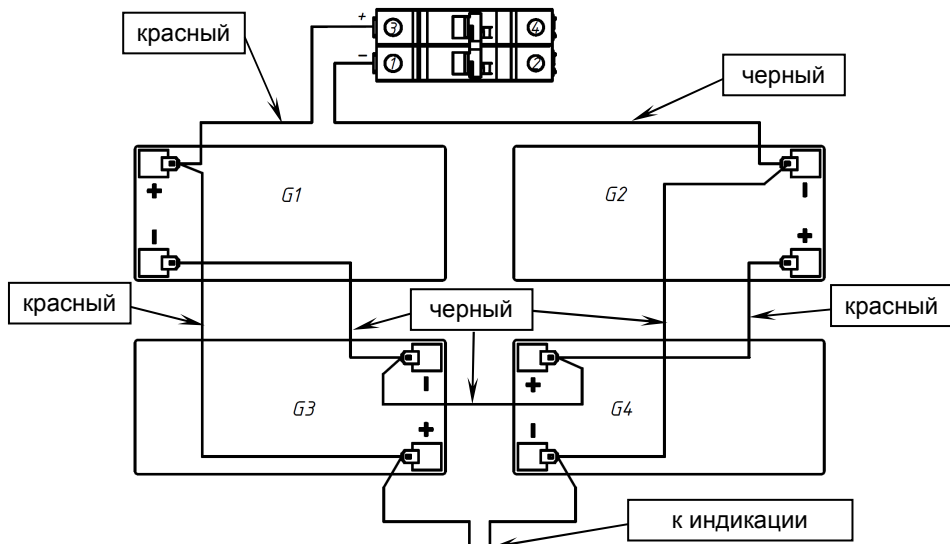 красный
+ 3 4
− 1 2
черный
+ G1 G2 −
− +
красный
черный
красный
− +
G3 G4
+ −
к индикации